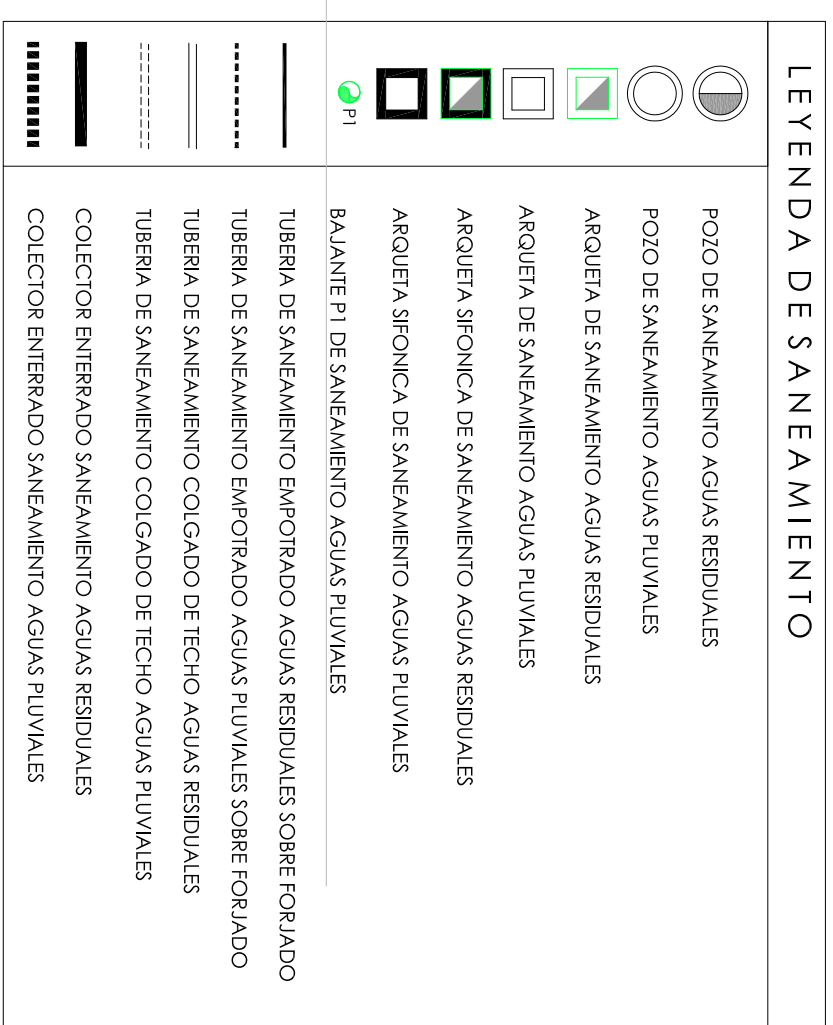 LEYENDA DE SANEAMIENTO
POZO DE SANEAMIENTO AGUAS RESIDUALES
POZO DE SANEAMIENTO AGUAS PLUVIALES
ARQUETA DE SANEAMIENTO AGUAS RESIDUALES
ARQUETA DE SANEAMIENTO AGUAS PLUVIALES
ARQUETA SIFONICA DE SANEAMIENTO AGUAS RESIDUALES
ARQUETA SIFONICA DE SANEAMIENTO AGUAS PLUVIALES
P1 BAJANTE P1 DE SANEAMIENTO AGUAS PLUVIALES
TUBERIA DE SANEAMIENTO EMPOTRADO AGUAS RESIDUALES SOBRE FORJADO
TUBERIA DE SANEAMIENTO EMPOTRADO AGUAS PLUVIALES SOBRE FORJADO
TUBERIA DE SANEAMIENTO COLGADO DE TECHO AGUAS RESIDUALES
TUBERIA DE SANEAMIENTO COLGADO DE TECHO AGUAS PLUVIALES
COLECTOR ENTERRADO SANEAMIENTO AGUAS RESIDUALES
COLECTOR ENTERRADO SANEAMIENTO AGUAS PLUVIALES